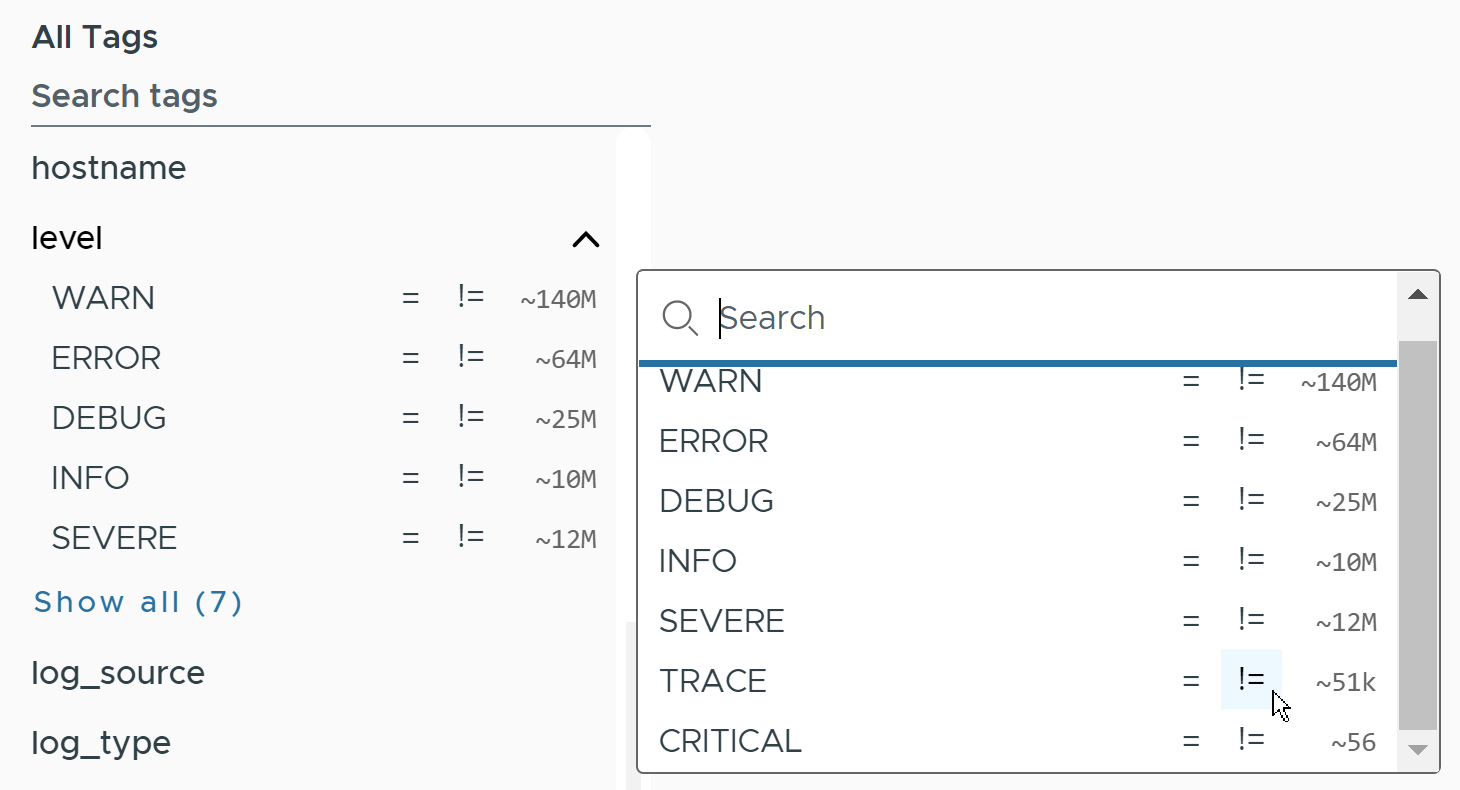 All Tags
Search tags
hostname
level
WARN = != ~140M
ERROR = != ~64M
DEBUG = != ~25M
INFO = != ~10M
SEVERE = != ~12M
Show all (7)
log_source
log_type
Search
WARN = != ~140M
ERROR = != ~64M
DEBUG = != ~25M
INFO = != ~10M
SEVERE = != ~12M
TRACE = != ~51k
CRITICAL = != ~56